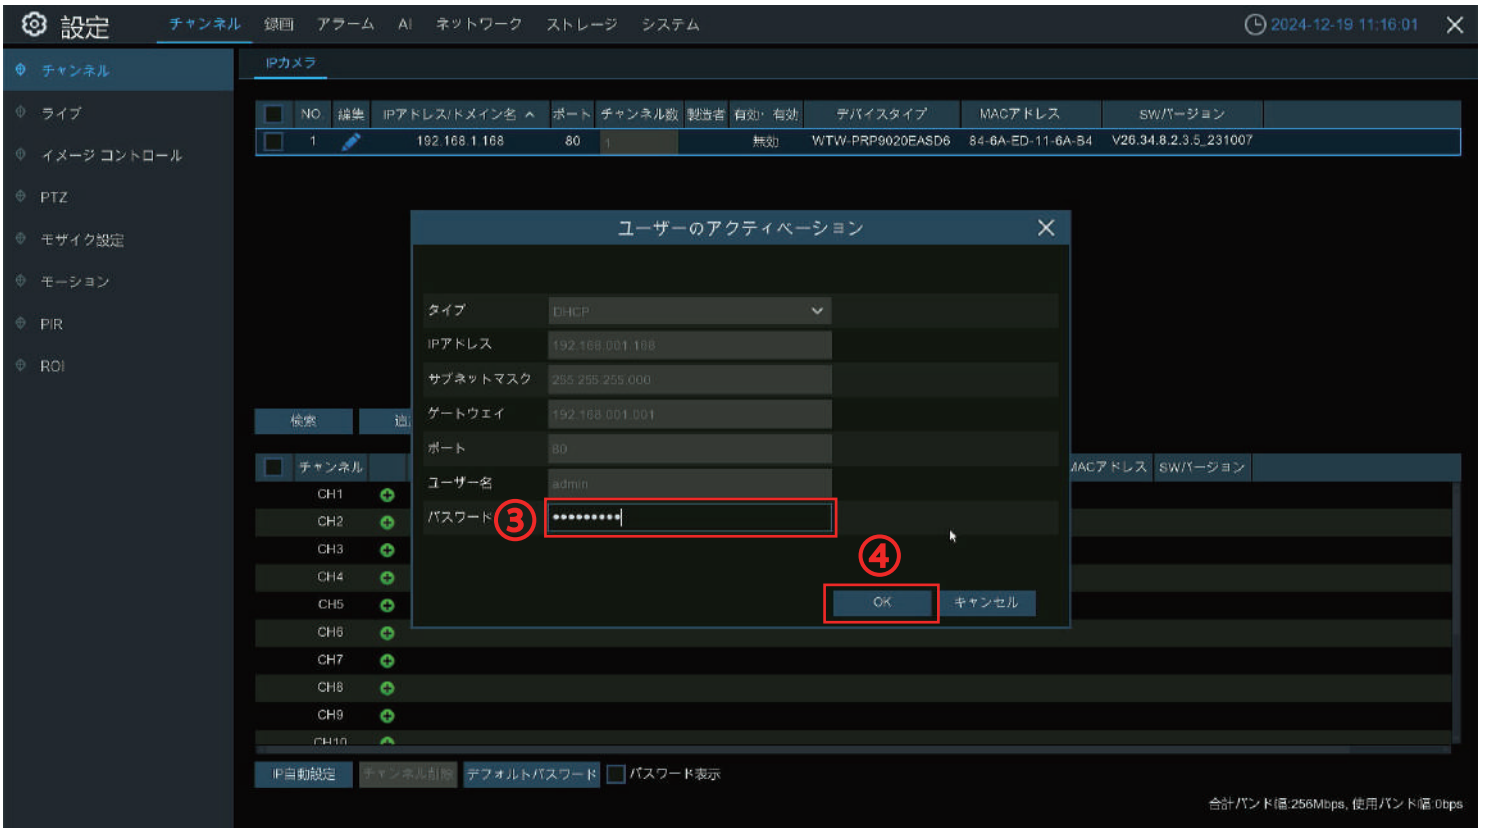 設定 チャンネル 録画 アラーム AI ネットワーク ストレージ システム 2024-12-19 11:16:01
チャンネル
ライブ
イメージ コントロール
PTZ
モザイク設定
モーション
PIR
ROI
IPカメラ
NO. 編集 IPアドレス/ドメイン名 ポート チャンネル数 製造者 有効・有効 デバイスタイプ MACアドレス SWバージョン
1 192.168.1.168 80 1 無効 WTW-PRP9020EASD6 84-6A-ED-11-6A-B4 V26.34.8.2.3.5_231007
ユーザーのアクティベーション
タイプ DHCP
IPアドレス 192.168.001.168
サブネットマスク 255.255.255.000
ゲートウェイ 192.168.001.001
ポート 80
ユーザー名 admin
パスワード ③ •••••••••
④
OK キャンセル
検索
チャンネル MACアドレス SWバージョン
CH1
CH2
CH3
CH4
CH5
CH6
CH7
CH8
CH9
CH10
IP自動設定 チャンネル削除 デフォルトパスワード パスワード表示
合計バンド幅:256Mbps, 使用バンド幅:0bps